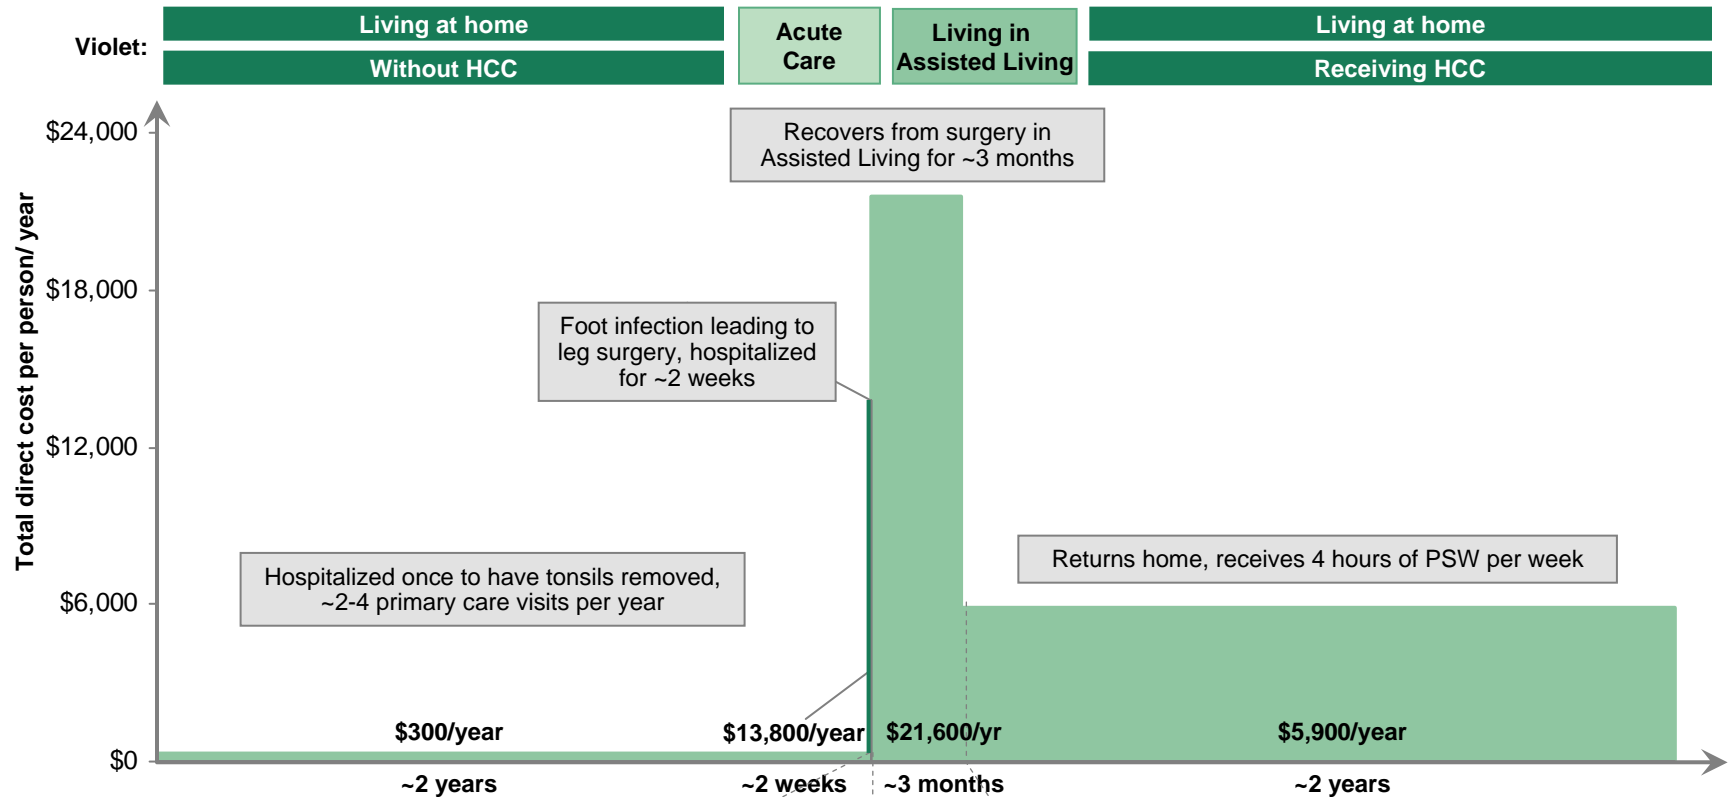 Violet:
Living at home
Without HCC
Acute
Care
Living in
Assisted Living
Living at home
Receiving HCC
Total direct cost per person/ year
$24,000
$18,000
$12,000
$6,000
$0
Recovers from surgery in
Assisted Living for ~3 months
Foot infection leading to
leg surgery, hospitalized
for ~2 weeks
Hospitalized once to have tonsils removed,
~2-4 primary care visits per year
Returns home, receives 4 hours of PSW per week
$300/year
$13,800/year
$21,600/yr
$5,900/year
~2 years
~2 weeks
~3 months
~2 years